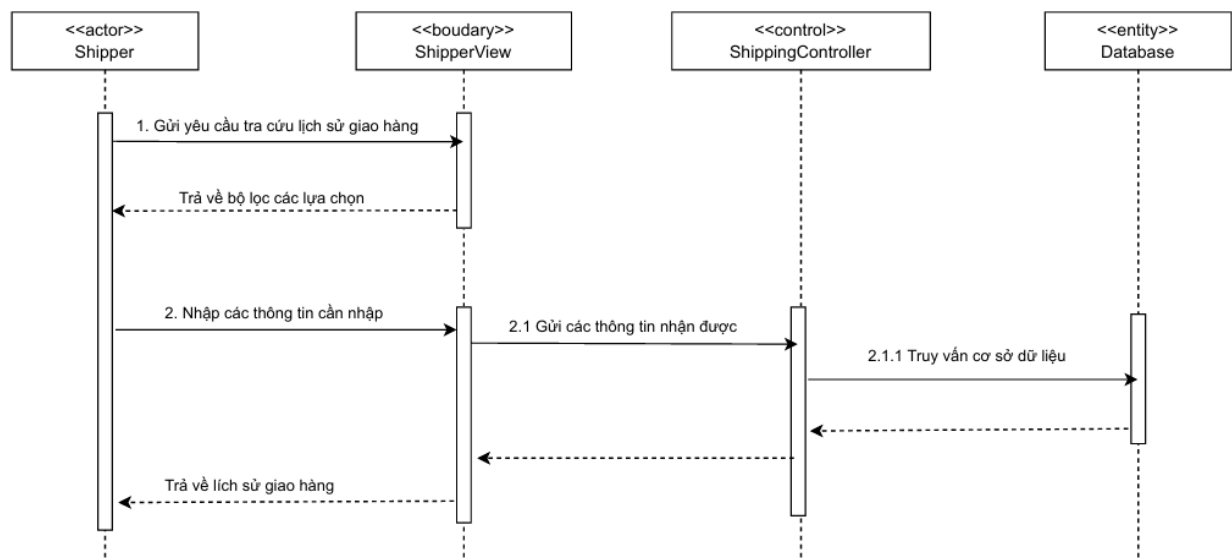 <<actor>>
Shipper
<<boudary>>
ShipperView
<<control>>
ShippingController
<<entity>>
Database
1. Gửi yêu cầu tra cứu lịch sử giao hàng
Trả về bộ lọc các lựa chọn
2. Nhập các thông tin cần nhập
2.1 Gửi các thông tin nhận được
2.1.1 Truy vấn cơ sở dữ liệu
Trả về lích sử giao hàng